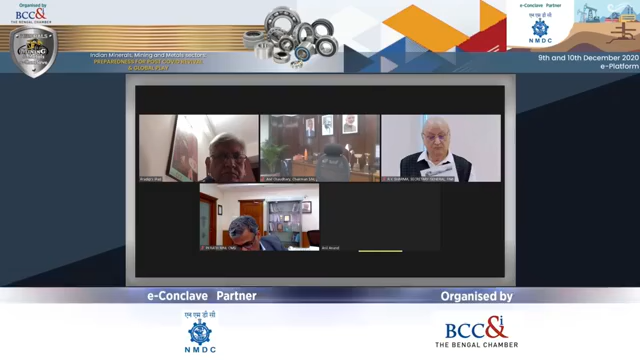 Organised by
BCC&i
THE BENGAL CHAMBER
Indian Minerals, Mining and Metals sectors:
PREPAREDNESS FOR POST COVID REVIVAL
& GLOBAL PLAY
e-Conclave Partner
एन एम डी सी
NMDC
9th and 10th December 2020
e-Platform
e-Conclave Partner
एन एम डी सी
NMDC
Organised by
BCC&i
THE BENGAL CHAMBER